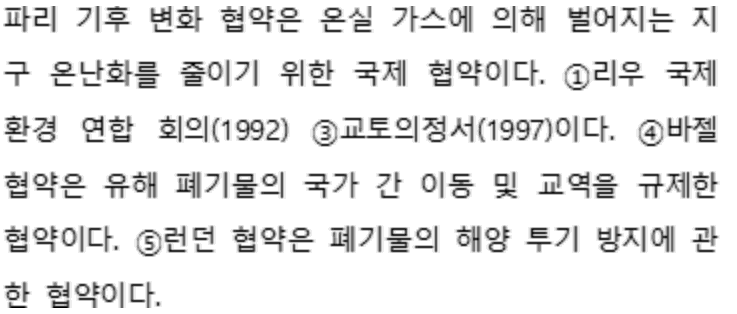 파리 기후 변화 협약은 온실 가스에 의해 벌어지는 지
구 온난화를 줄이기 위한 국제 협약이다. ①리우 국제
환경 연합 회의(1992) ③교토의정서(1997)이다. ④바젤
협약은 유해 폐기물의 국가 간 이동 및 교역을 규제한
협약이다. ⑤런던 협약은 폐기물의 해양 투기 방지에 관
한 협약이다.